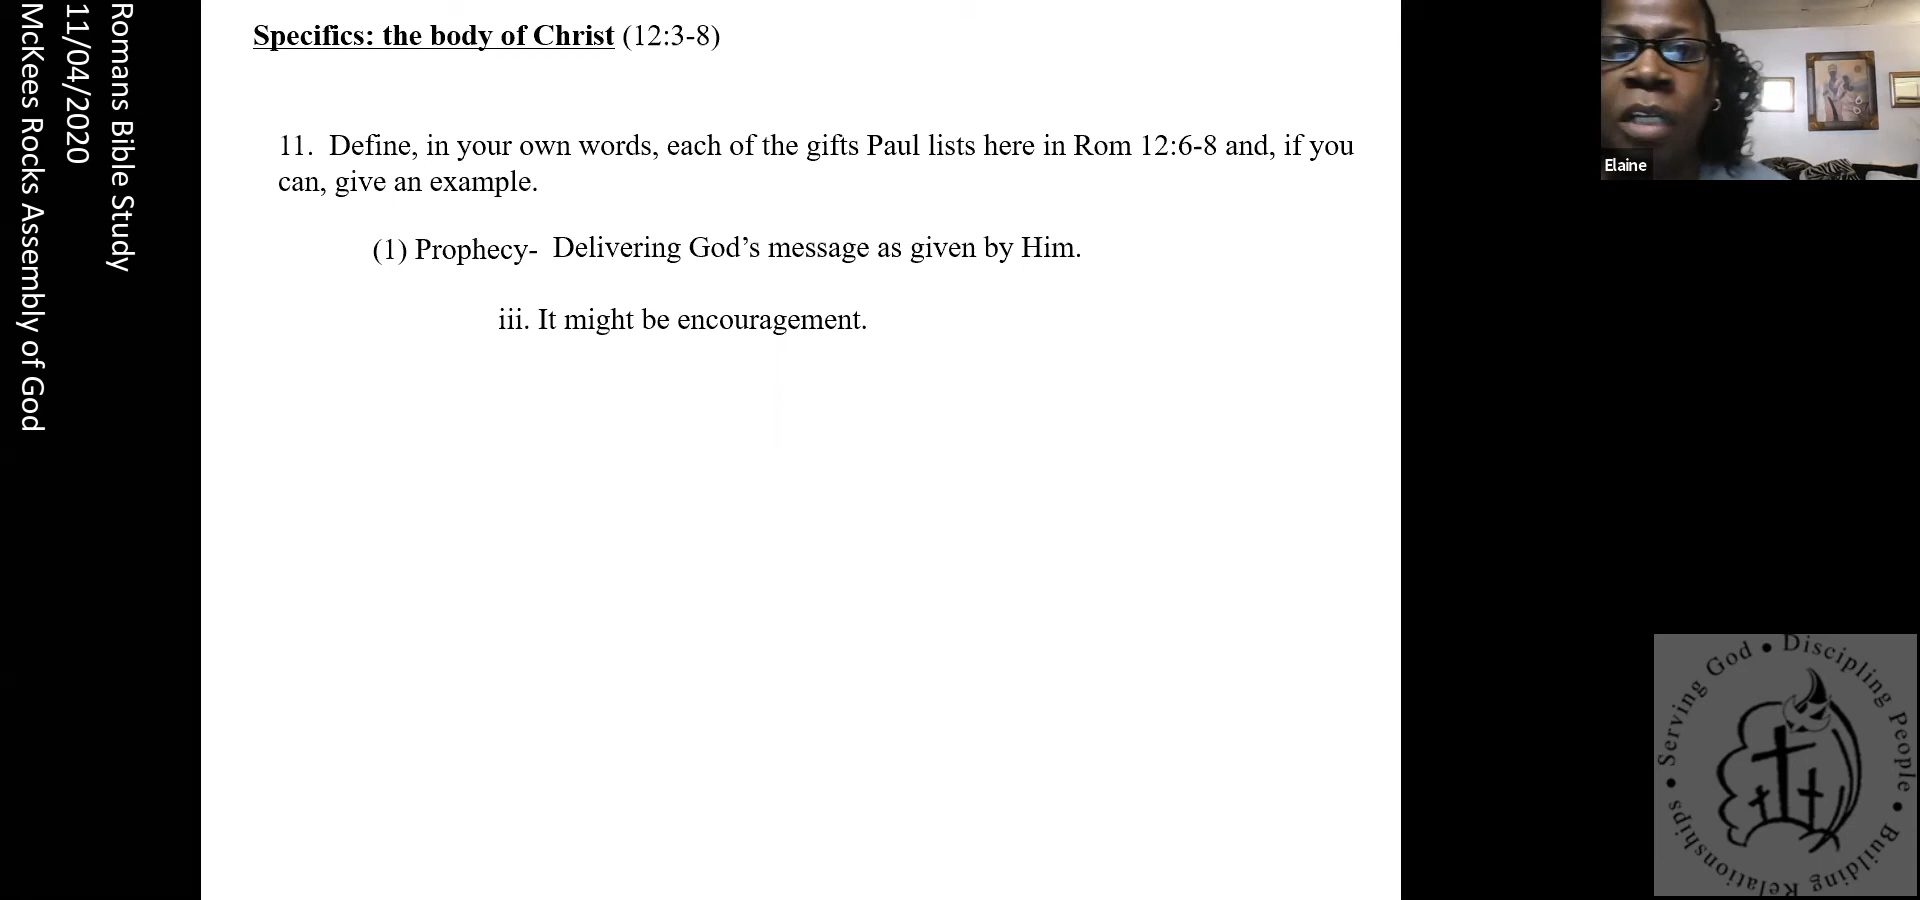 Romans Bible Study
11/04/2020
McKees Rocks Assembly of God
Specifics: the body of Christ (12:3-8)
11.  Define, in your own words, each of the gifts Paul lists here in Rom 12:6-8 and, if you
can, give an example.
(1) Prophecy-  Delivering God’s message as given by Him.
iii. It might be encouragement.
Elaine
Serving God • Discipling People • Building Relationships •